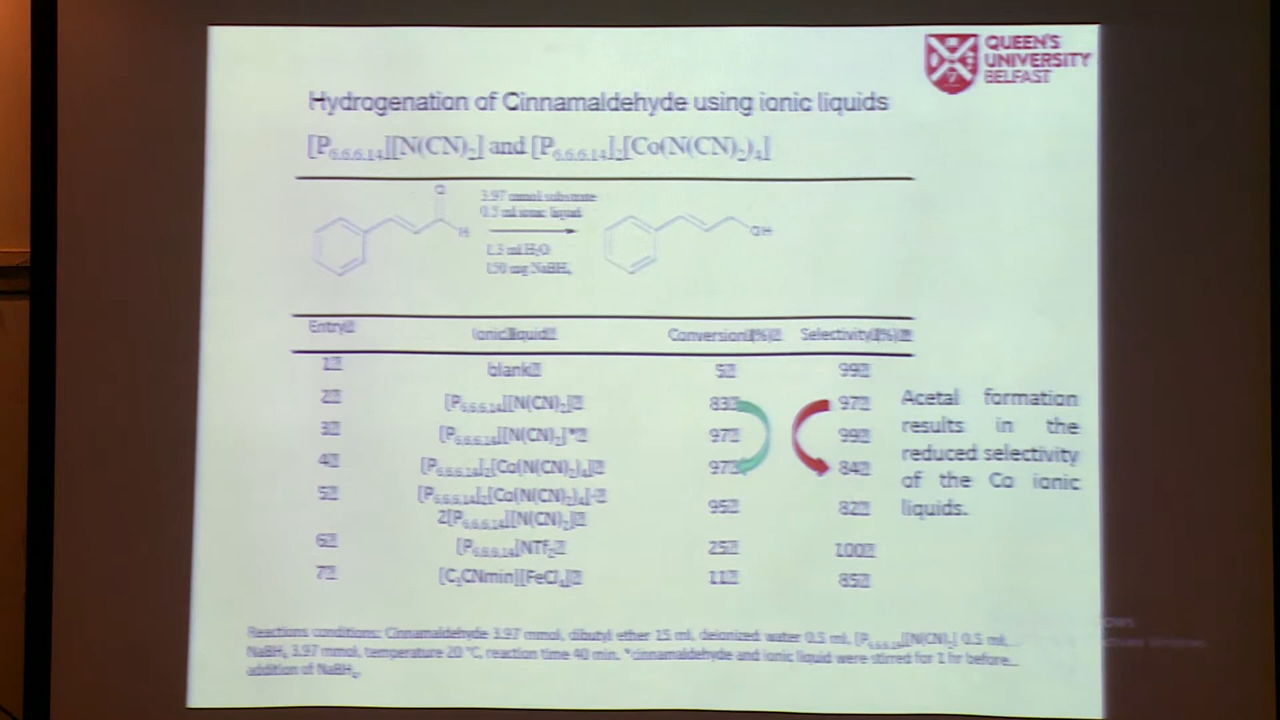 QUEEN'S
UNIVERSITY
BELFAST
Hydrogenation of Cinnamaldehyde using ionic liquids
[P6.6.6.14][N(CN)2] and [P6.6.6.14]2[Co(N(CN)2)4]
O
3.97 mmol substrate
0.5 ml ionic liquid
H
OH
1.5 ml H2O
150 mg NaBH4
Entry Ionic liquid Conversion (%) Selectivity (%)
1 blank 5 99
2 [P6.6.6.14][N(CN)2] 83 97
3 [P6.6.6.14][N(CN)2]* 97 99
4 [P6.6.6.14]2[Co(N(CN)2)4] 97 84
5 [P6.6.6.14]2[Co(N(CN)2)4]-
2[P6.6.6.14][N(CN)2] 95 82
6 [P6.6.6.14]NTf2 25 100
7 [C3CNmin][FeCl4] 11 85
Acetal formation
results in the
reduced selectivity
of the Co ionic
liquids.
Reactions conditions: Cinnamaldehyde 3.97 mmol, dibutyl ether 15 ml, deionized water 0.5 ml, [P6.6.6.14][N(CN)2] 0.5 ml,
NaBH4 3.97 mmol, temperature 20 °C, reaction time 40 min. *cinnamaldehyde and ionic liquid were stirred for hr before
addition of NaBH4.